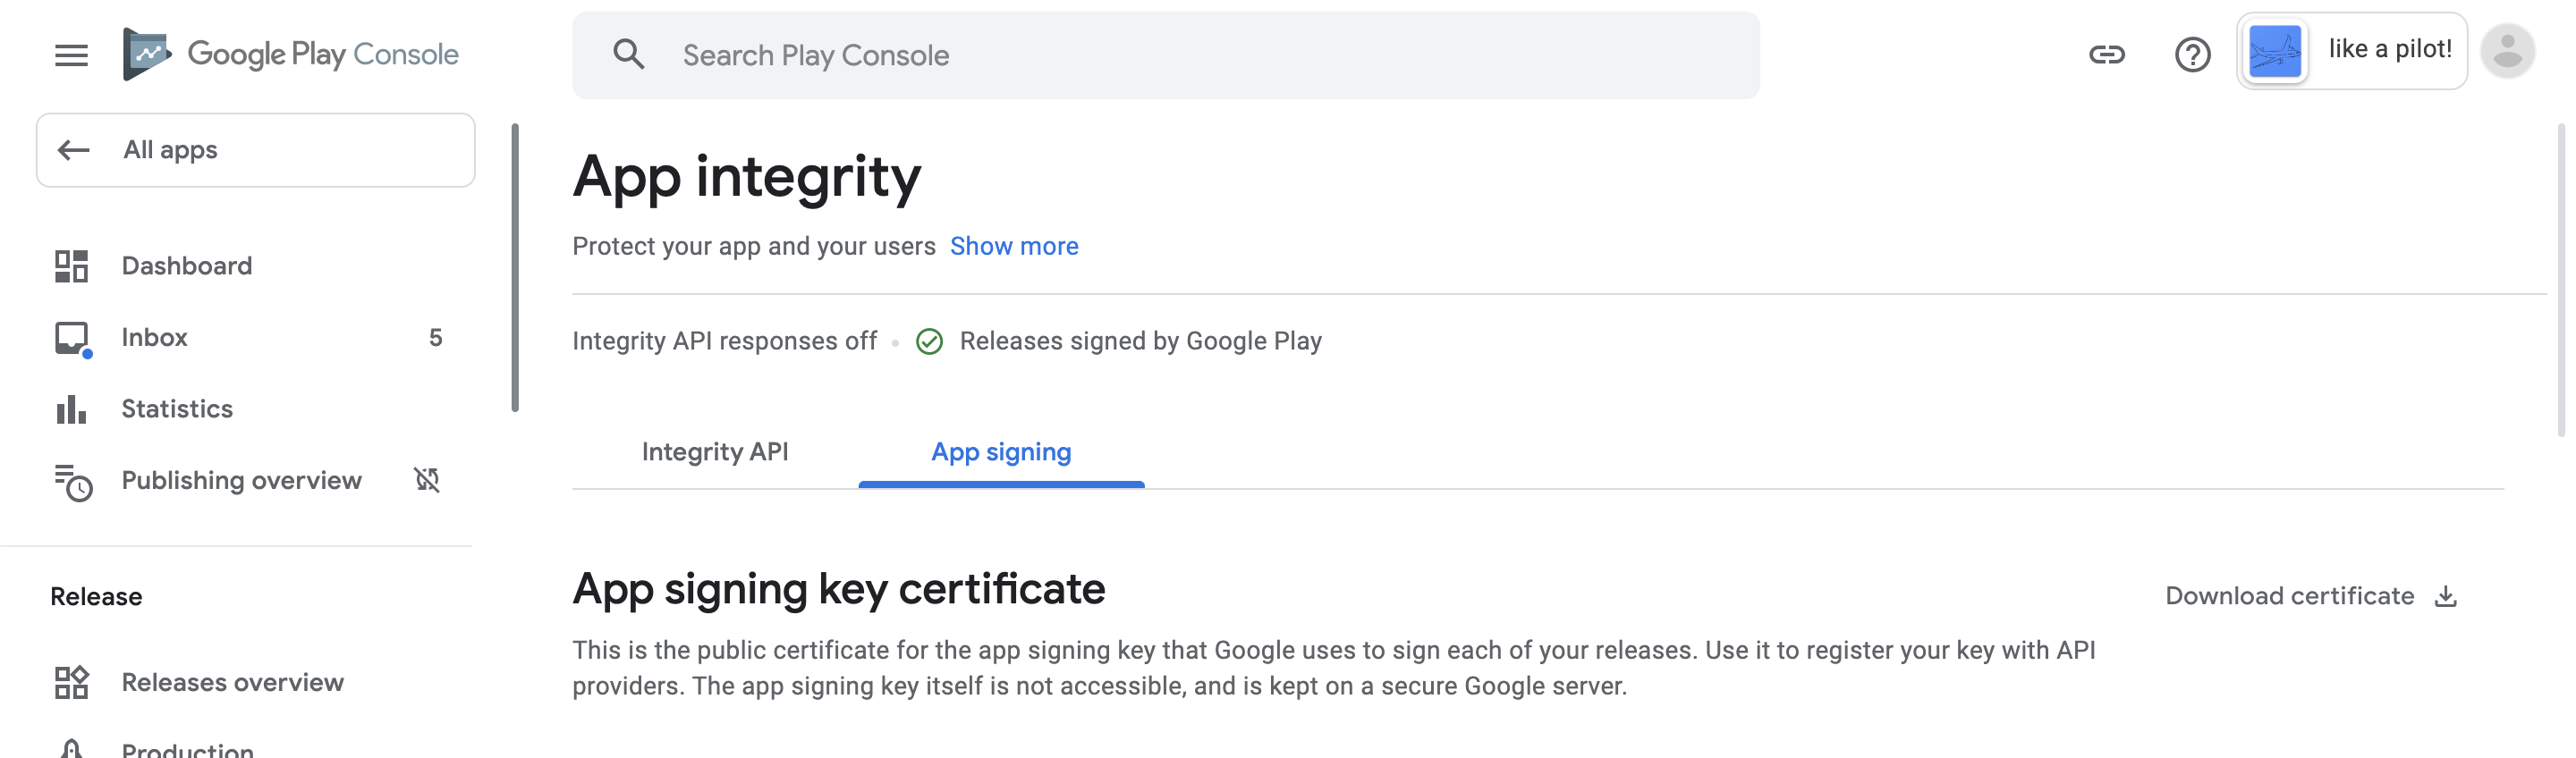 Google Play Console
Search Play Console
like a pilot!
All apps
Dashboard
Inbox 5
Statistics
Publishing overview
Release
Releases overview
Production
App integrity
Protect your app and your users Show more
Integrity API responses off • Releases signed by Google Play
Integrity API App signing
App signing key certificate
Download certificate
This is the public certificate for the app signing key that Google uses to sign each of your releases. Use it to register your key with API
providers. The app signing key itself is not accessible, and is kept on a secure Google server.